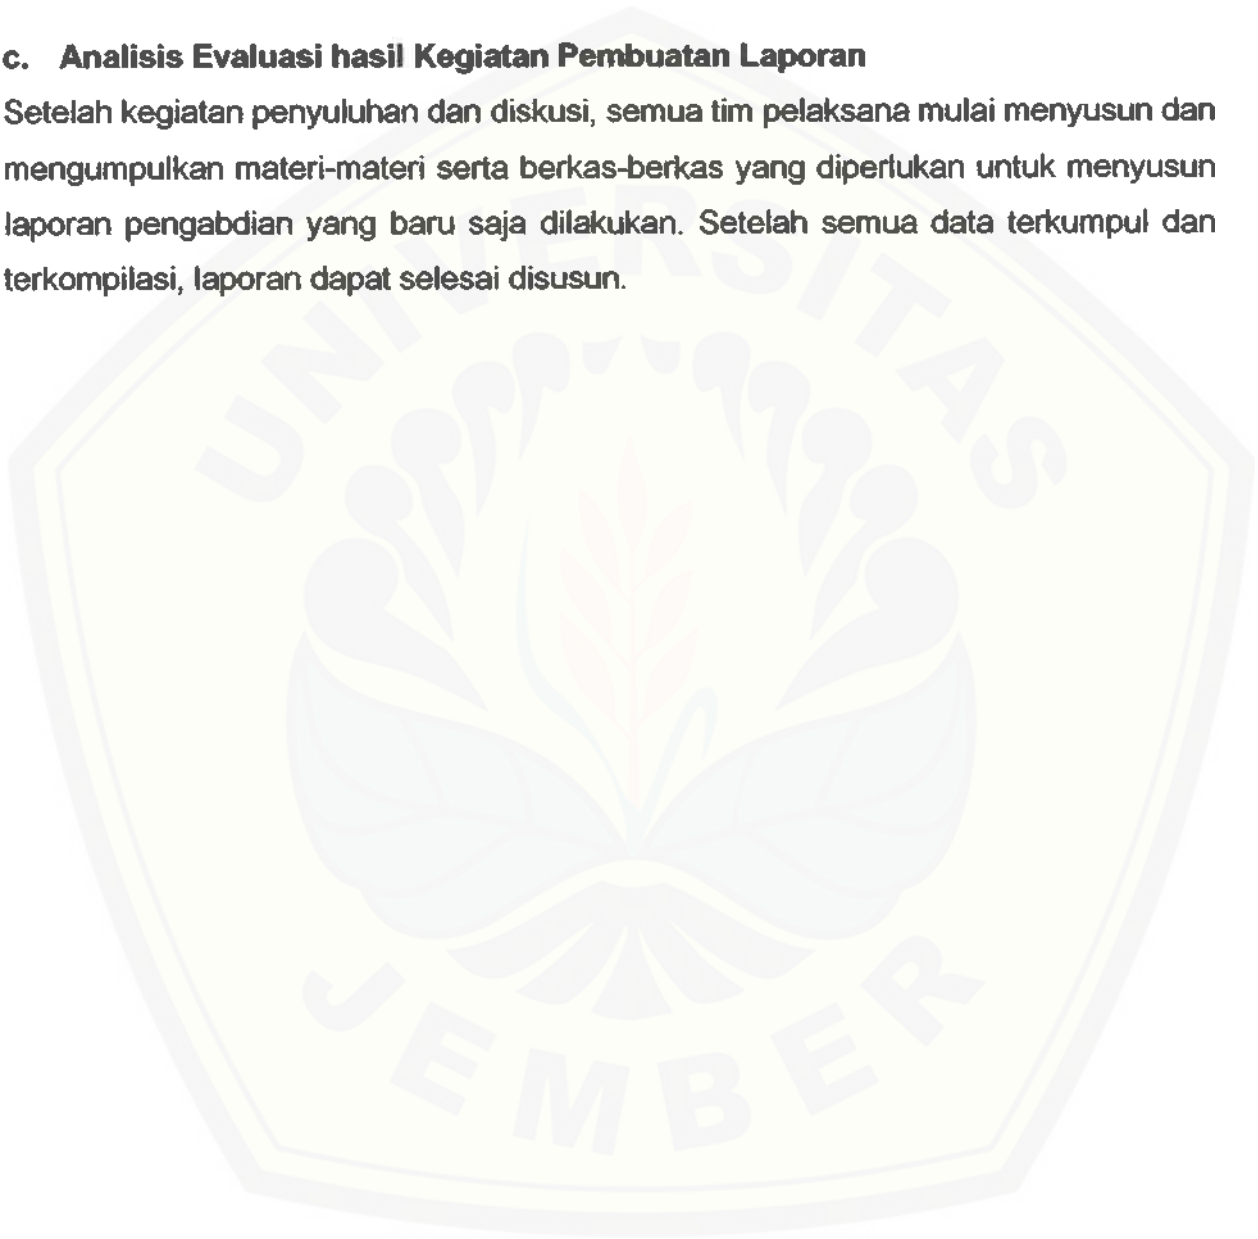 c. Analisis Evaluasi hasil Kegiatan Pembuatan Laporan
Setelah kegiatan penyuluhan dan diskusi, semua tim pelaksana mulai menyusun dan
mengumpulkan materi-materi serta berkas-berkas yang diperlukan untuk menyusun
laporan pengabdian yang baru saja dilakukan. Setelah semua data terkumpul dan
terkompilasi, laporan dapat selesai disusun.
UNIVERSITAS
JEMBER